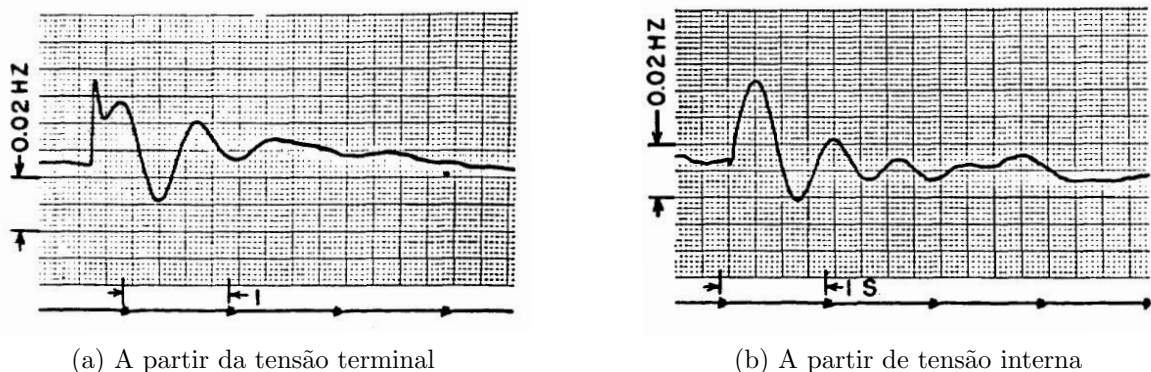 0.02 HZ
1
0.02 HZ
1 S
(a) A partir da tensão terminal
(b) A partir de tensão interna